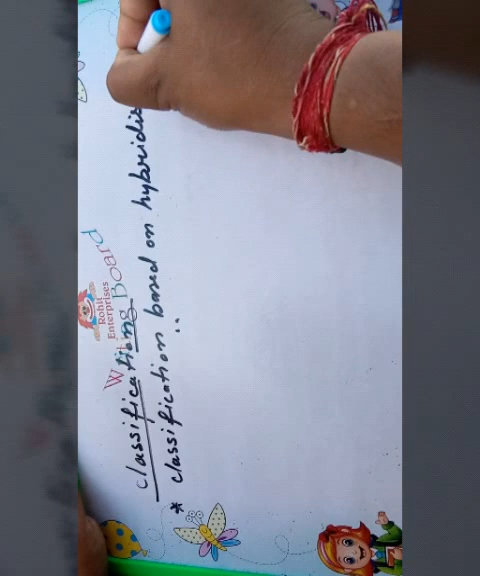 Rohit
Enterprises
Writing Board
Classification
* classification based on hybridis